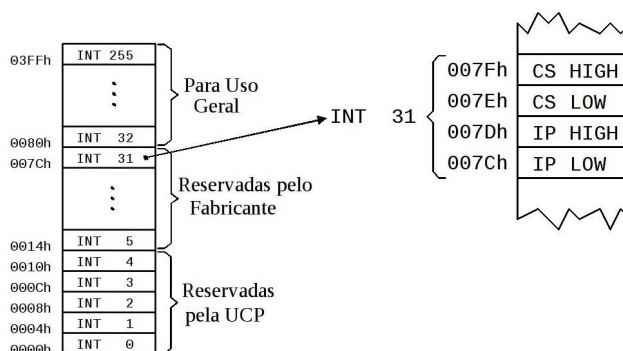 03FFh INT 255
Para Uso
Geral
0080h INT 32
007Ch INT 31
Reservadas pelo
Fabricante
0014h INT 5
0010h INT 4
000Ch INT 3
0008h INT 2
0004h INT 1
0000h INT 0
Reservadas
pela UCP
INT 31
007Fh CS HIGH
007Eh CS LOW
007Dh IP HIGH
007Ch IP LOW